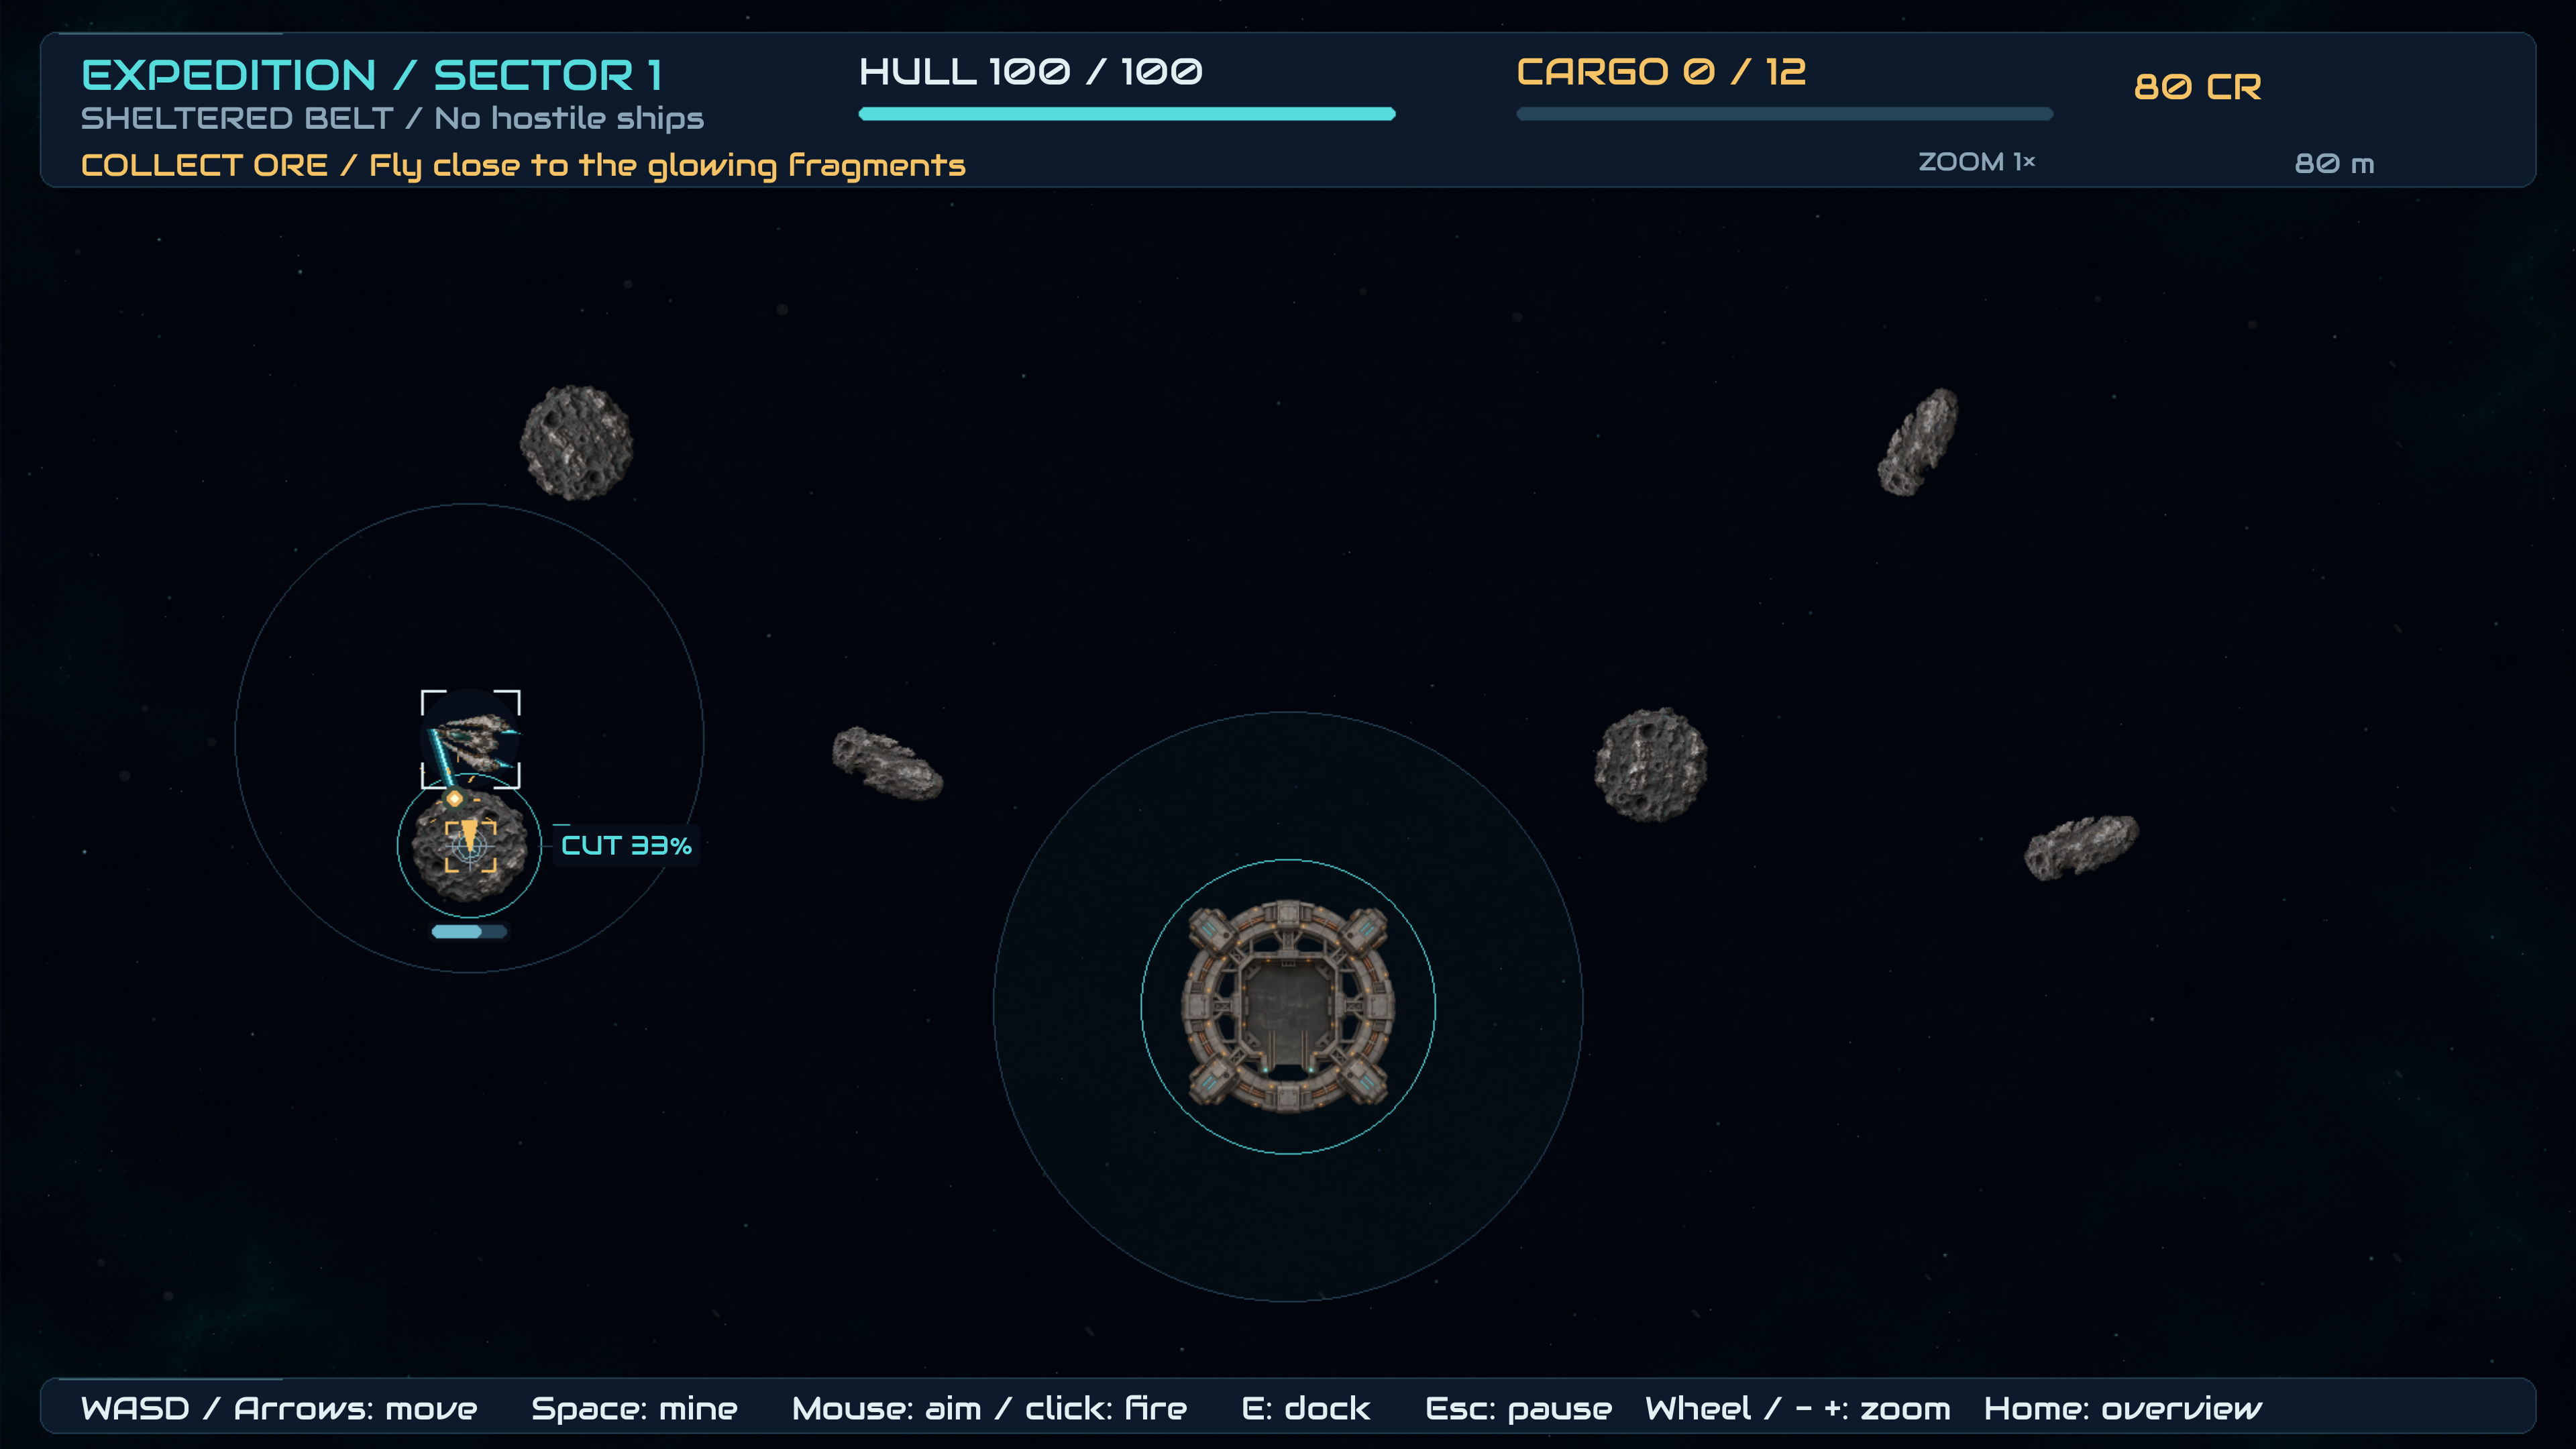 EXPEDITION / SECTOR 1
SHELTERED BELT / No hostile ships
COLLECT ORE / Fly close to the glowing fragments
HULL 100 / 100
CARGO 0 / 12
80 CR
ZOOM 1×
80 m
CUT 33%
WASD / Arrows: move
Space: mine
Mouse: aim / click: fire
E: dock
Esc: pause
Wheel / - +: zoom
Home: overview